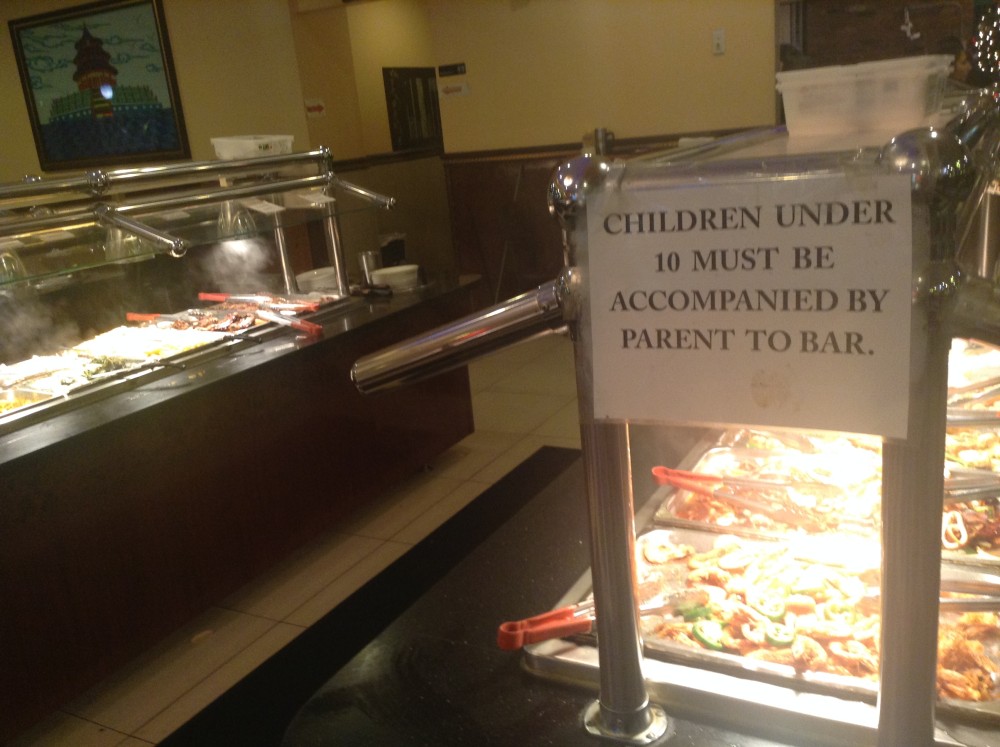 CHILDREN UNDER
10 MUST BE
ACCOMPANIED BY
PARENT TO BAR.